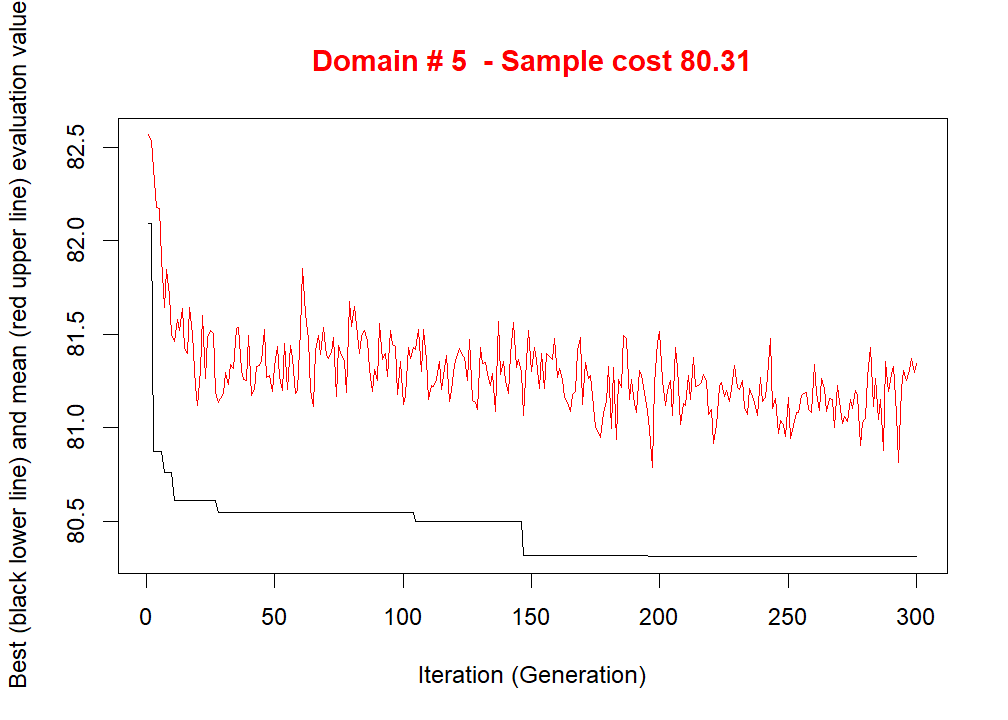 Domain # 5  - Sample cost 80.31
Best (black lower line) and mean (red upper line) evaluation value
82.5
82.0
81.5
81.0
80.5
0 50 100 150 200 250 300
Iteration (Generation)